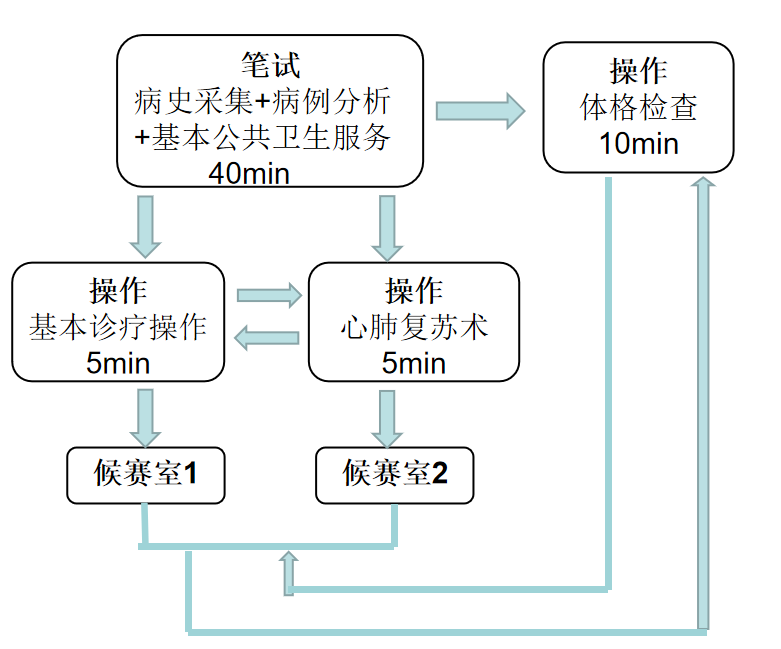 笔试
病史采集+病例分析
+基本公共卫生服务
40min
操作
体格检查
10min
操作
基本诊疗操作
5min
操作
心肺复苏术
5min
候赛室1
候赛室2